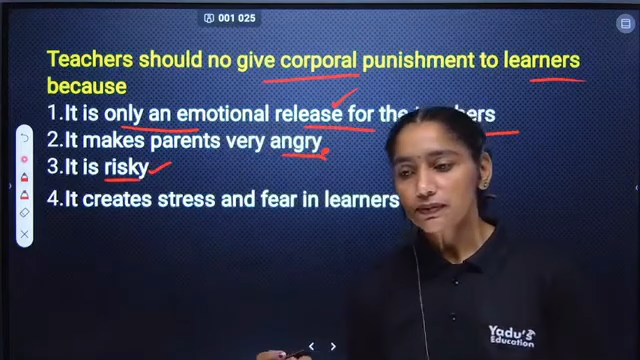 001 025
Teachers should no give corporal punishment to learners
because
1.It is only an emotional release for the teachers
2.It makes parents very angry.
3.It is risky
4.It creates stress and fear in learners
Yadu's
Education